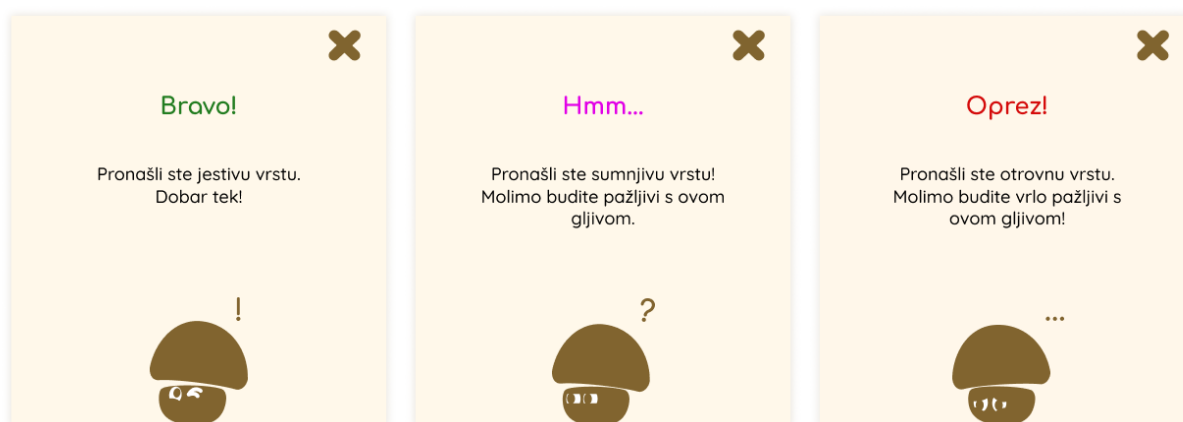 Bravo!
Pronašli ste jestivu vrstu.
Dobar tek!
!
Hmm...
Pronašli ste sumnjivu vrstu!
Molimo budite pažljivi s ovom
gljivom.
?
Oprez!
Pronašli ste otrovnu vrstu.
Molimo budite vrlo pažljivi s
ovom gljivom!
...